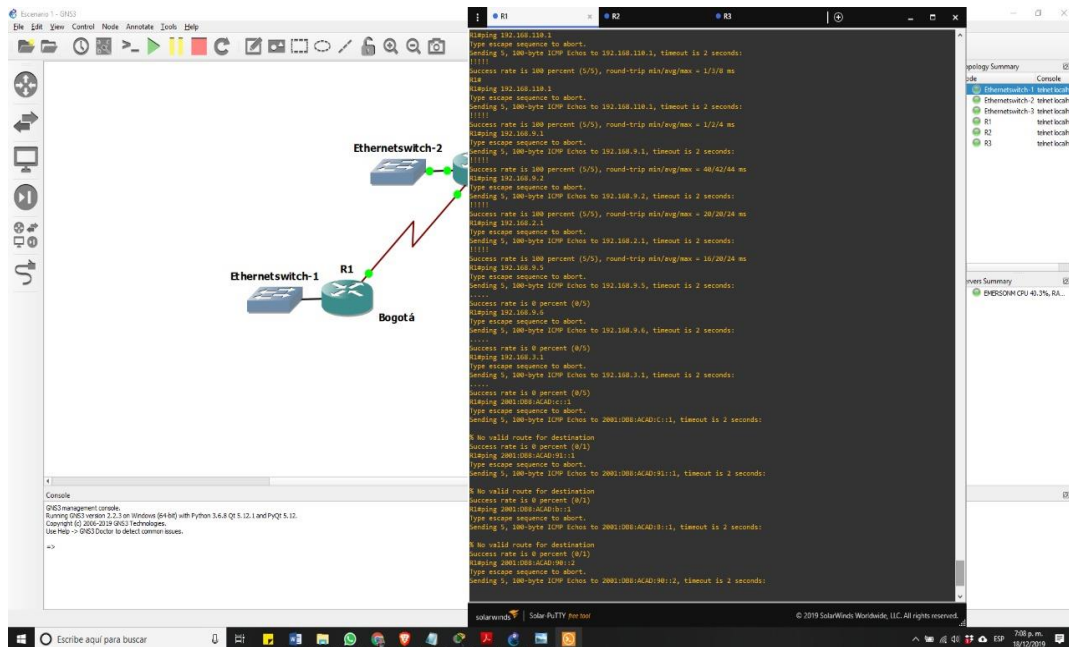 Escenario 1 - GNS3
File Edit View Control Node Annotate Tools Help
Ethernetswitch-2
Ethernetswitch-1
R1
Bogotá
Console
GNS3 management console.
Running GNS3 version 2.2.3 on Windows (64-bit) with Python 3.6.8 Qt 5.12.1 and PyQt 5.12.
Copyright (c) 2006-2019 GNS3 Technologies.
Use Help -> GNS3 Doctor to detect common issues.
=>
R1
R2
R3
R1#ping 192.168.110.1
Type escape sequence to abort.
Sending 5, 100-byte ICMP Echos to 192.168.110.1, timeout is 2 seconds:
!!!!!
Success rate is 100 percent (5/5), round-trip min/avg/max = 1/3/8 ms
R1#
R1#ping 192.168.110.1
Type escape sequence to abort.
Sending 5, 100-byte ICMP Echos to 192.168.110.1, timeout is 2 seconds:
!!!!!
Success rate is 100 percent (5/5), round-trip min/avg/max = 1/2/4 ms
R1#ping 192.168.9.1
Type escape sequence to abort.
Sending 5, 100-byte ICMP Echos to 192.168.9.1, timeout is 2 seconds:
!!!!!
Success rate is 100 percent (5/5), round-trip min/avg/max = 40/42/44 ms
R1#ping 192.168.9.2
Type escape sequence to abort.
Sending 5, 100-byte ICMP Echos to 192.168.9.2, timeout is 2 seconds:
!!!!!
Success rate is 100 percent (5/5), round-trip min/avg/max = 20/20/24 ms
R1#ping 192.168.2.1
Type escape sequence to abort.
Sending 5, 100-byte ICMP Echos to 192.168.2.1, timeout is 2 seconds:
!!!!!
Success rate is 100 percent (5/5), round-trip min/avg/max = 16/20/24 ms
R1#ping 192.168.9.5
Type escape sequence to abort.
Sending 5, 100-byte ICMP Echos to 192.168.9.5, timeout is 2 seconds:
.....
Success rate is 0 percent (0/5)
R1#ping 192.168.9.6
Type escape sequence to abort.
Sending 5, 100-byte ICMP Echos to 192.168.9.6, timeout is 2 seconds:
.....
Success rate is 0 percent (0/5)
R1#ping 192.168.3.1
Type escape sequence to abort.
Sending 5, 100-byte ICMP Echos to 192.168.3.1, timeout is 2 seconds:
.....
Success rate is 0 percent (0/5)
R1#ping 2001:DB8:ACAD:c::1
Type escape sequence to abort.
Sending 5, 100-byte ICMP Echos to 2001:DB8:ACAD:C::1, timeout is 2 seconds:
% No valid route for destination
Success rate is 0 percent (0/1)
R1#ping 2001:DB8:ACAD:91::1
Type escape sequence to abort.
Sending 5, 100-byte ICMP Echos to 2001:DB8:ACAD:91::1, timeout is 2 seconds:
% No valid route for destination
Success rate is 0 percent (0/1)
R1#ping 2001:DB8:ACAD:b::1
Type escape sequence to abort.
Sending 5, 100-byte ICMP Echos to 2001:DB8:ACAD:B::1, timeout is 2 seconds:
% No valid route for destination
Success rate is 0 percent (0/1)
R1#ping 2001:DB8:ACAD:90::2
Type escape sequence to abort.
Sending 5, 100-byte ICMP Echos to 2001:DB8:ACAD:90::2, timeout is 2 seconds:
solarwinds Solar-PuTTY free tool
© 2019 SolarWinds Worldwide, LLC. All rights reserved.
Topology Summary
Console
Ethernetswitch-1 telnet localh
Ethernetswitch-2 telnet localh
Ethernetswitch-3 telnet localh
R1 telnet localh
R2 telnet localh
R3 telnet localh
Servers Summary
EMERSONM CPU 40.3%, RA...
Escribe aquí para buscar
ESP
7:08 p. m.
18/12/2019